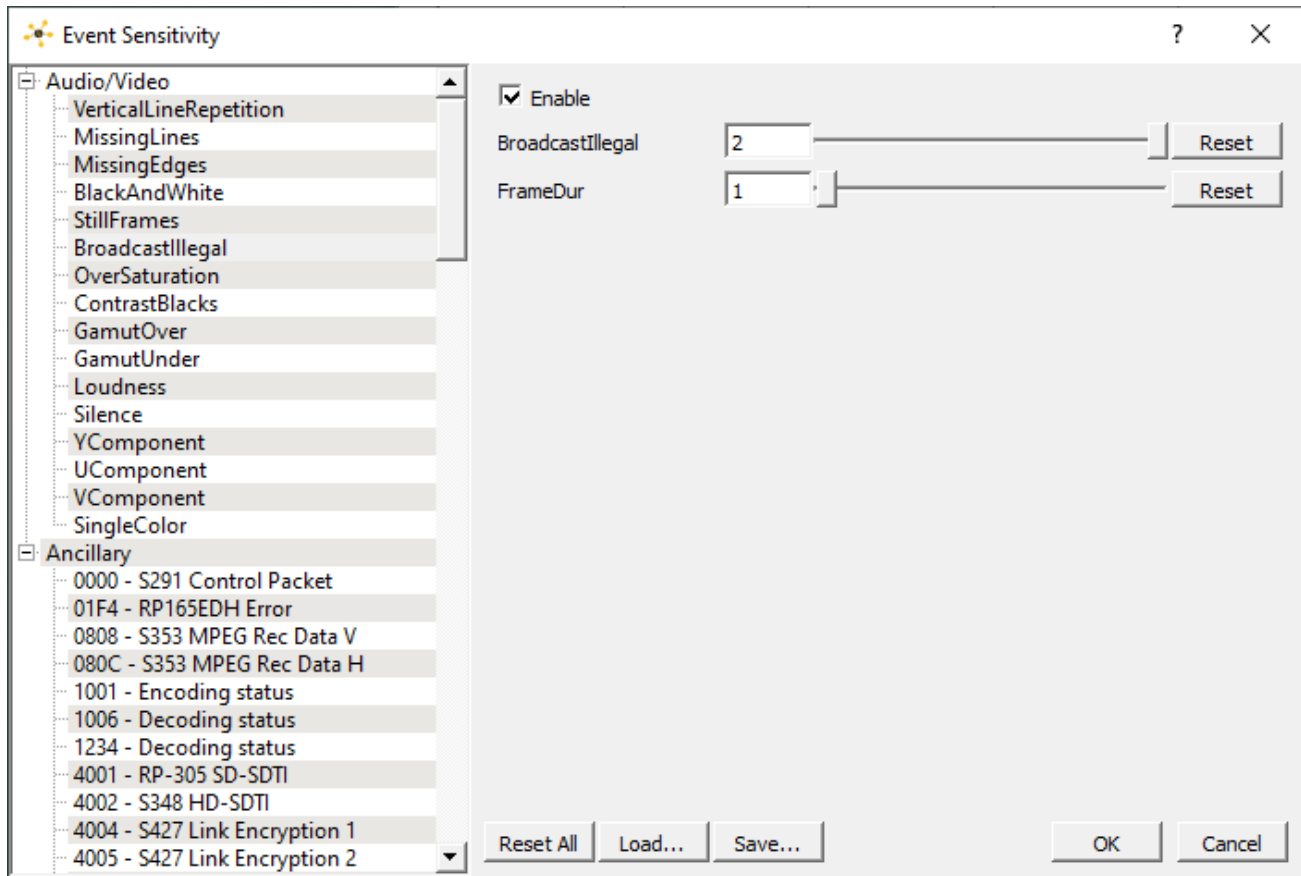 Event Sensitivity
?
Audio/Video
VerticalLineRepetition
MissingLines
MissingEdges
BlackAndWhite
StillFrames
BroadcastIllegal
OverSaturation
ContrastBlacks
GamutOver
GamutUnder
Loudness
Silence
YComponent
UComponent
VComponent
SingleColor
Ancillary
0000 - S291 Control Packet
01F4 - RP165EDH Error
0808 - S353 MPEG Rec Data V
080C - S353 MPEG Rec Data H
1001 - Encoding status
1006 - Decoding status
1234 - Decoding status
4001 - RP-305 SD-SDTI
4002 - S348 HD-SDTI
4004 - S427 Link Encryption 1
4005 - S427 Link Encryption 2
Enable
BroadcastIllegal 2 Reset
FrameDur 1 Reset
Reset All Load... Save... OK Cancel